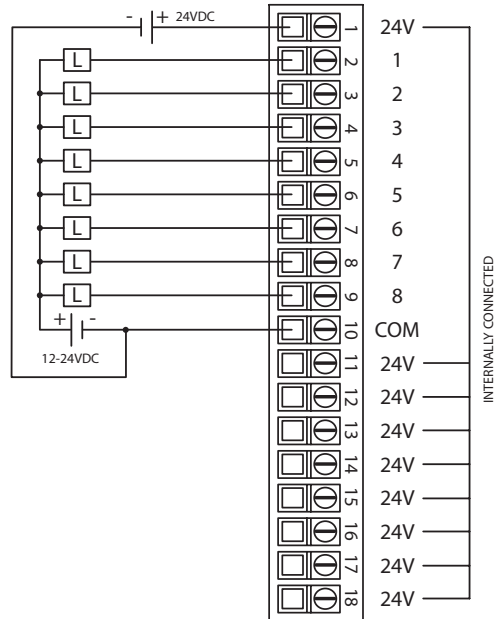 - + 24VDC
1 24V
L 2 1
L 3 2
L 4 3
L 5 4
L 6 5
L 7 6
L 8 7
L 9 8
+ - 10 COM
12-24VDC
11 24V
12 24V
13 24V
14 24V
15 24V
16 24V
17 24V
18 24V
INTERNALLY CONNECTED